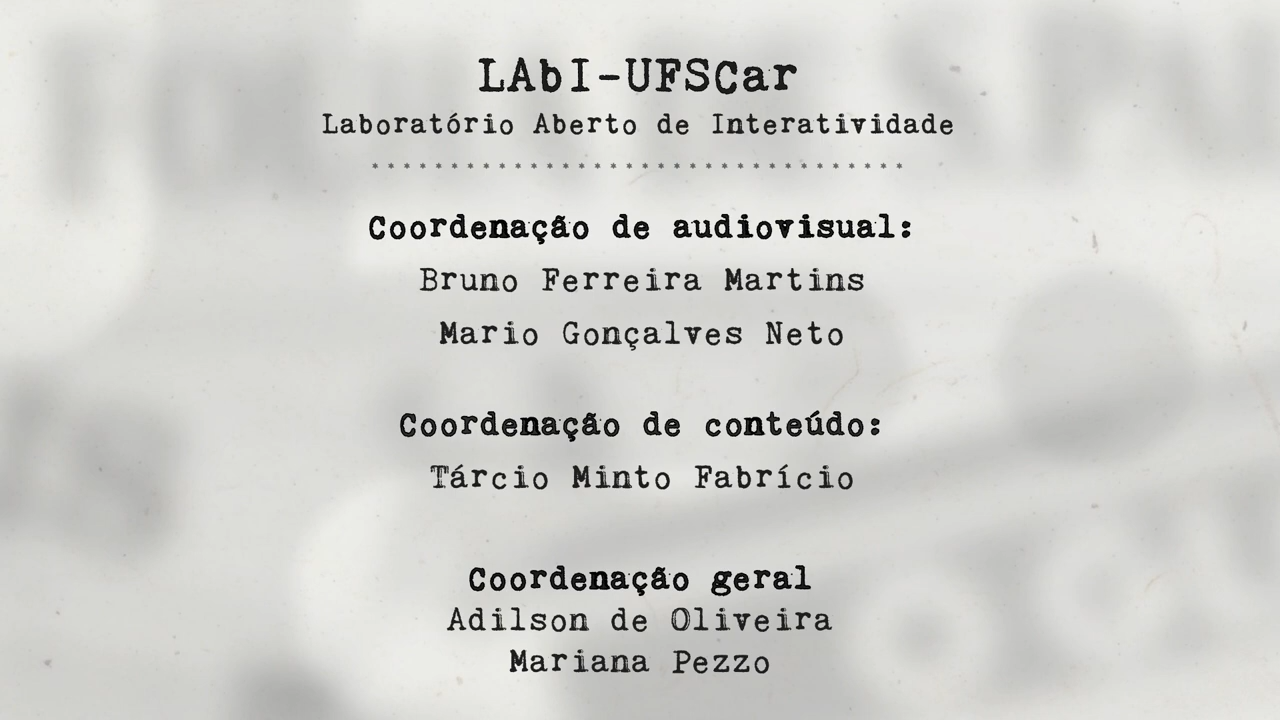 LAbI-UFSCar
Laboratório Aberto de Interatividade
Coordenação de audiovisual:
Bruno Ferreira Martins
Mario Gonçalves Neto
Coordenação de conteúdo:
Tárcio Minto Fabrício
Coordenação geral
Adilson de Oliveira
Mariana Pezzo